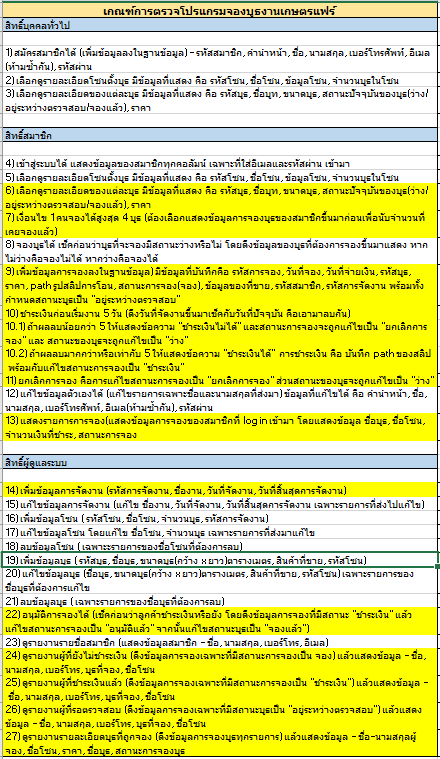 เกณฑ์การตรวจโปรแกรมจองบูธงานเกษตรแฟร์
สิทธิ์บุคคลทั่วไป
1) สมัครสมาชิกได้ (เพิ่มข้อมูลลงในฐานข้อมูล) - รหัสสมาชิก, คำนำหน้า, ชื่อ, นามสกุล, เบอร์โทรศัพท์, อีเมล
(ห้ามซ้ำกัน), รหัสผ่าน
2) เลือกดูรายละเอียดโซนตั้งบูธ มีข้อมูลที่แสดง คือ รหัสโซน, ชื่อโซน, ข้อมูลโซน, จำนวนบูธในโซน
3) เลือกดูรายละเอียดของแต่ละบูธ มีข้อมูลที่แสดง คือ รหัสบูธ, ชื่อบูท, ขนาดบูธ, สถานะปัจจุบันของบูธ(ว่าง/
อยู่ระหว่างตรวจสอบ/จองแล้ว), ราคา
สิทธิ์สมาชิก
4) เข้าสู่ระบบได้ แสดงข้อมูลของสมาชิกทุกคอลัมน์ เฉพาะที่ใส่อีเมลและรหัสผ่าน เข้ามา
5) เลือกดูรายละเอียดโซนตั้งบูธ มีข้อมูลที่แสดง คือ รหัสโซน, ชื่อโซน, ข้อมูลโซน, จำนวนบูธในโซน
6) เลือกดูรายละเอียดของแต่ละบูธ มีข้อมูลที่แสดง คือ รหัสบูธ, ชื่อบูท, ขนาดบูธ, สถานะปัจจุบันของบูธ(ว่าง/
อยู่ระหว่างตรวจสอบ/จองแล้ว), ราคา
7) เงื่อนไข 1คนจองได้สูงสุด 4 บูธ (ต้องเลือกแสดงข้อมูลการจองบูธของสมาชิกขึ้นมาก่อนเพื่อนับจำนวนที่
เคยจองแล้ว)
8) จองบูธได้ เช็คก่อนว่าบูธที่จะจองมีสถานะว่างหรือไม่ โดยดึงข้อมูลของบูธที่ต้องการจองขึ้นมาแสดง หาก
ไม่ว่างคือจองไม่ได้ หากว่างคือจองได้
9) เพิ่มข้อมูลการจองลงในฐานข้อมูล) มีข้อมูลที่บันทึกคือ รหัสการจอง, วันที่จอง, วันที่จ่ายเงิน, รหัสบูธ,
ราคา, pathรูปสลิปการโอน, สถานะการจอง(จอง), ข้อมูลของที่ขาย, รหัสสมาชิก, รหัสการจัดงาน พร้อมทั้ง
กำหนดสถานะบูธเป็น "อยู่ระหว่างตรวจสอบ"
10) ชำระเงินก่อนเริ่มงาน 5 วัน (ดึงวันที่จัดงานขึ้นมาเช็คกับวันที่ปัจจุบัน คือเอามาลบกัน)
10.1) ถ้าผลลบน้อยกว่า 5 ให้แสดงข้อความ "ชำระเงินไม่ได้" และสถานะการจองจะถูกแก้ไขเป็น "ยกเลิกการ
จอง" และ สถานะของบูธจะถูกแก้ไขเป็น "ว่าง"
10.2) ถ้าผลลบมากกว่าหรือเท่ากับ 5 ให้แสดงข้อความ "ชำระเงินได้" การชำระเงิน คือ บันทึก path ของสลิป
พร้อมกับแก้ไขสถานะการจองเป็น "ชำระเงิน"
11) ยกเลิกการจอง คือการแก้ไขสถานะการจองเป็น "ยกเลิกการจอง" ส่วนสถานะของบูธจะถูกแก้ไขเป็น "ว่าง"
12) แก้ไขข้อมูลตัวเองได้ (แก้ไขรายการเฉพาะชื่อและนามสกุลที่ส่งมา) ข้อมูลที่แก้ไขได้ คือ คำนำหน้า, ชื่อ,
นามสกุล, เบอร์โทรศัพท์, อีเมล(ห้ามซ้ำกัน), รหัสผ่าน
13) แสดงรายการการจอง(แสดงข้อมูลการจองของสมาชิกที่ loginเข้ามา โดยแสดงข้อมูล ชื่อบูธ, ชื่อโซน,
จำนวนเงินที่ชำระ, สถานะการจอง
สิทธิ์ผู้ดูแลระบบ
14) เพิ่มข้อมูลการจัดงาน (รหัสการจัดงาน, ชื่องาน, วันที่จัดงาน, วันที่สิ้นสุดการจัดงาน)
15) แก้ไขข้อมูลการจัดงาน (แก้ไข ชื่องาน, วันที่จัดงาน, วันที่สิ้นสุดการจัดงาน เฉพาะรายการที่ส่งไปแก้ไข)
16) เพิ่มข้อมูลโซน (รหัสโซน, ชื่อโซน, จำนวนบูธ, รหัสการจัดงาน)
17) แก้ไขข้อมูลโซนโดยแก้ ชื่อโซน, จำนวนบูธ เฉพาะรายการที่ส่งมาแก้ไข
18) ลบข้อมูลโซน ( เฉพาะรายการของชื่อโซนที่ต้องการลบ)
19) เพิ่มข้อมูลบูธ ( รหัสบูธ, ชื่อบูธ, ขนาดบูธ(กว้าง xยาว)ตารางเมตร, สินค้าที่ขาย, รหัสโซน)
20) แก้ไขข้อมูลบูธ (ชื่อบูธ, ขนาดบูธ(กว้าง xยาว)ตารางเมตร, สินค้าที่ขาย, รหัสโซน) เฉพาะรายการของ
ชื่อบูธที่ต้องการแก้ไข
21) ลบข้อมูลบูธ ( เฉพาะรายการของชื่อบูธที่ต้องการลบ)
22) อนุมัติการจองได้ (เช็คก่อนว่าลูกค้าชำระเงินหรือยัง โดยดึงข้อมูลการจองที่มีสถานะ "ชำระเงิน" แล้ว
แก้ไขสถานะการจองเป็น "อนุมัติแล้ว" จากนั้นแก้ไขสถานะบูธเป็น "จองแล้ว")
23) ดูรายงานรายชื่อสมาชิก (แสดงข้อมูลสมาชิก - ชื่อ, นามสกุล, เบอร์โทร, อีเมล)
24) ดูรายงานผู้ที่ยังไม่ชำระเงิน (ดึงข้อมูลการจองเฉพาะที่มีสถานะการจองเป็น จอง) แล้วแสดงข้อมูล - ชื่อ,
นามสกุล, เบอร์โทร, บูธที่จอง, ชื่อโซน
25) ดูรายงานผู้ที่ชำระเงินแล้ว (ดึงข้อมูลการจองเฉพาะที่มีสถานะการจองเป็น "ชำระเงิน") แล้วแสดงข้อมูล -
ชื่อ, นามสกุล, เบอร์โทร, บูธที่จอง, ชื่อโซน
26) ดูรายงานผู้ที่รอตรวจสอบ (ดึงข้อมูลการจองเฉพาะที่มีสถานะบูธเป็น "อยู่ระหว่างตรวจสอบ") แล้วแสดง
ข้อมูล - ชื่อ, นามสกุล, เบอร์โทร, บูธที่จอง, ชื่อโซน
27) ดูรายงานรายละเอียดบูธที่ถูกจอง (ดึงข้อมูลการจองบูธทุกรายการ) แล้วแสดงข้อมูล - ชื่อ-นามสกุลผู้
จอง, ชื่อโซน, ราคา, ชื่อบูธ, สถานะการจองบูธ